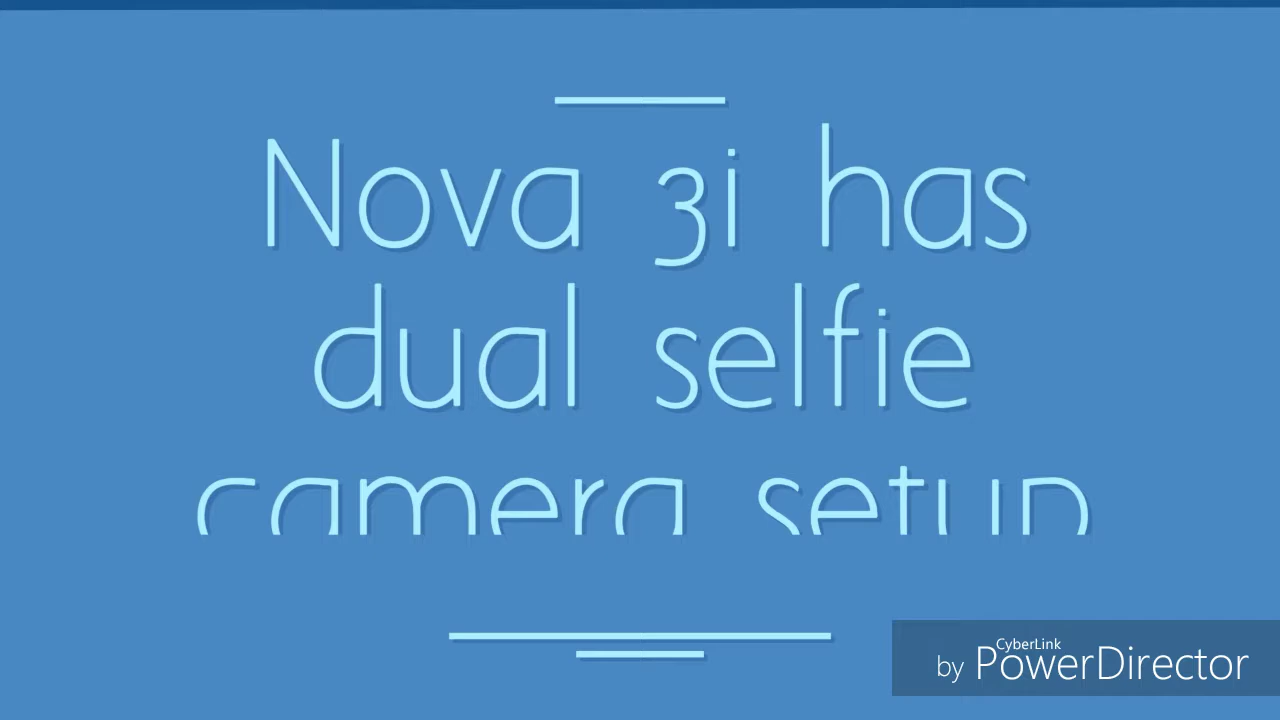 Nova 3i has
dual selfie
camera setup
CyberLink
by PowerDirector